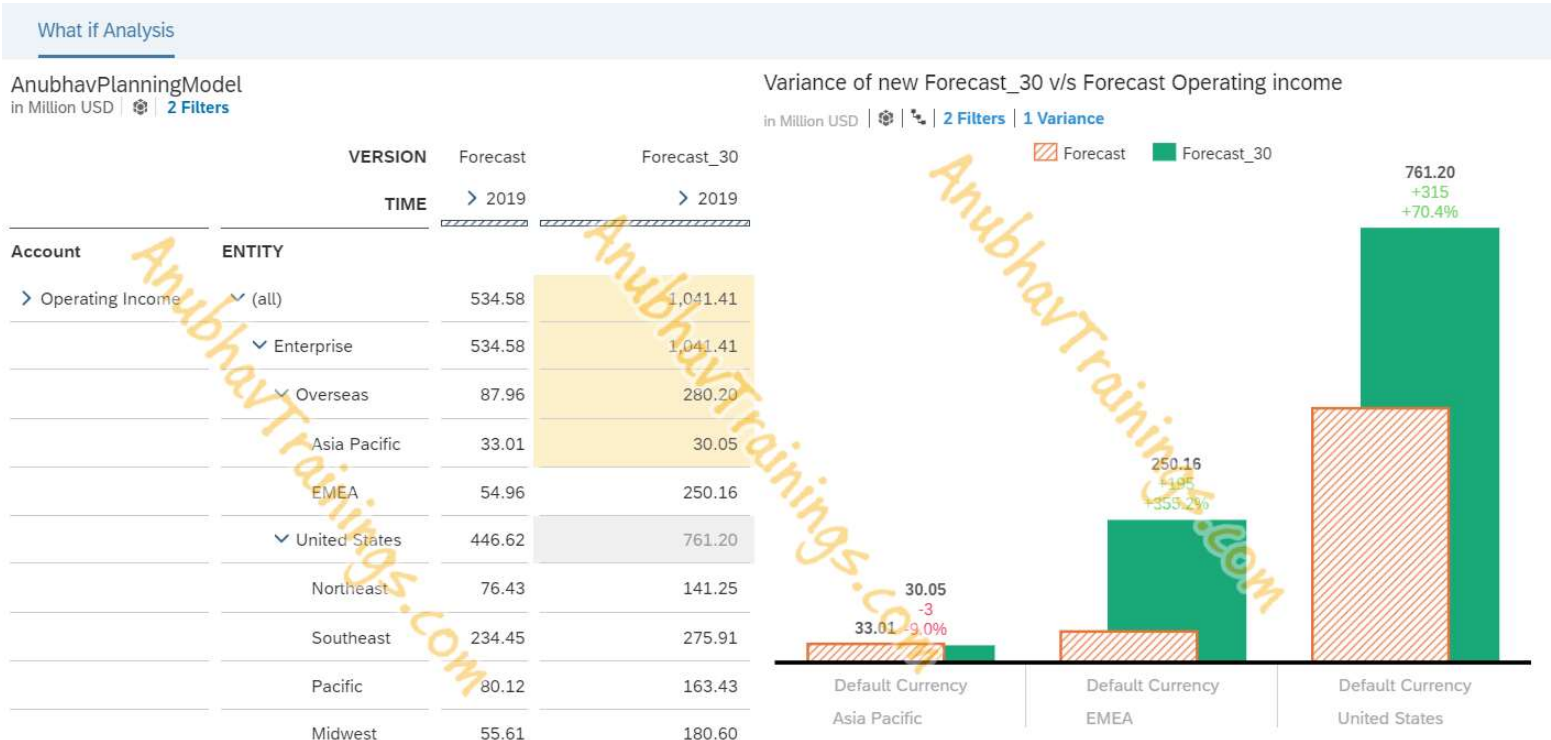 What if Analysis
AnubhavPlanningModel
in Million USD 2 Filters
VERSION Forecast Forecast_30
TIME 2019 2019
Account ENTITY
Operating Income (all) 534.58 1,041.41
Enterprise 534.58 1,041.41
Overseas 87.96 280.20
Asia Pacific 33.01 30.05
EMEA 54.96 250.16
United States 446.62 761.20
Northeast 76.43 141.25
Southeast 234.45 275.91
Pacific 80.12 163.43
Midwest 55.61 180.60
Variance of new Forecast_30 v/s Forecast Operating income
in Million USD 2 Filters 1 Variance
Forecast Forecast_30
761.20
+315
+70.4%
250.16
+195
+355.2%
30.05
-3
33.01 -9.0%
Default Currency Default Currency Default Currency
Asia Pacific EMEA United States
AnubhavTrainings.com
AnubhavTrainings.com
AnubhavTrainings.com